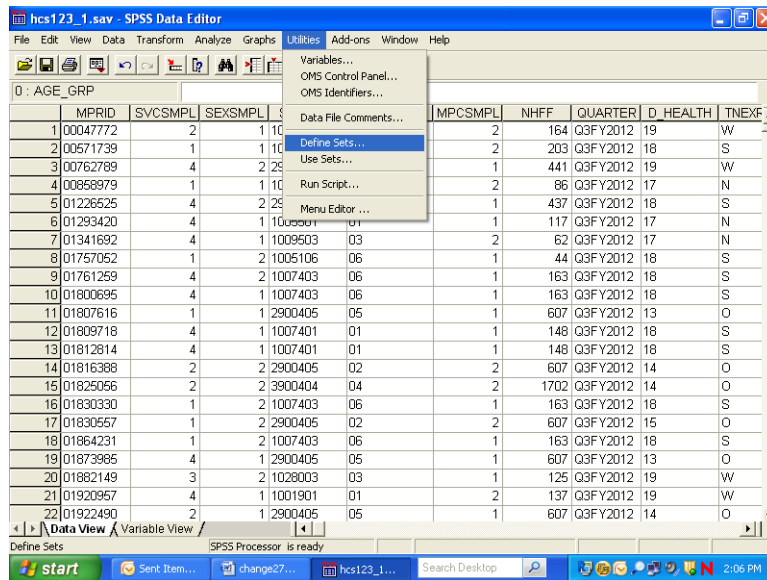 hcs123_1.sav - SPSS Data Editor
File Edit View Data Transform Analyze Graphs Utilities Add-ons Window Help
0 : AGE_GRP
Variables...
OMS Control Panel...
OMS Identifiers...
Data File Comments...
Define Sets...
Use Sets...
Run Script...
Menu Editor ...
MPRID SVCSMPL SEXSMPL MPCSMPL NHFF QUARTER D_HEALTH TNEXR
1 00047772 2 1 2 164 Q3FY2012 19 W
2 00571739 1 1 2 203 Q3FY2012 18 S
3 00762789 4 2 1 441 Q3FY2012 19 W
4 00858979 1 1 2 86 Q3FY2012 17 N
5 01226525 4 2 1 437 Q3FY2012 18 S
6 01293420 4 1 1005501 01 1 117 Q3FY2012 17 N
7 01341692 4 1 1009503 03 2 62 Q3FY2012 17 N
8 01757052 1 2 1005106 06 1 44 Q3FY2012 18 S
9 01761259 4 2 1007403 06 1 163 Q3FY2012 18 S
10 01800695 4 1 1007403 06 1 163 Q3FY2012 18 S
11 01807616 1 1 2900405 05 1 607 Q3FY2012 13 O
12 01809718 4 1 1007401 01 1 148 Q3FY2012 18 S
13 01812814 4 1 1007401 01 1 148 Q3FY2012 18 S
14 01816388 2 2 2900405 02 2 607 Q3FY2012 14 O
15 01825056 2 2 3900404 04 2 1702 Q3FY2012 14 O
16 01830330 1 2 1007403 06 1 163 Q3FY2012 18 S
17 01830557 1 2 2900405 02 2 607 Q3FY2012 15 O
18 01864231 1 2 1007403 06 1 163 Q3FY2012 18 S
19 01873985 4 1 2900405 05 1 607 Q3FY2012 13 O
20 01882149 3 2 1028003 03 1 125 Q3FY2012 19 W
21 01920957 4 1 1001901 01 2 137 Q3FY2012 19 W
22 01922490 2 1 2900405 05 1 607 Q3FY2012 14 O
Data View Variable View
Define Sets SPSS Processor is ready
start Sent Item... change27... hcs123_1... Search Desktop 2:06 PM